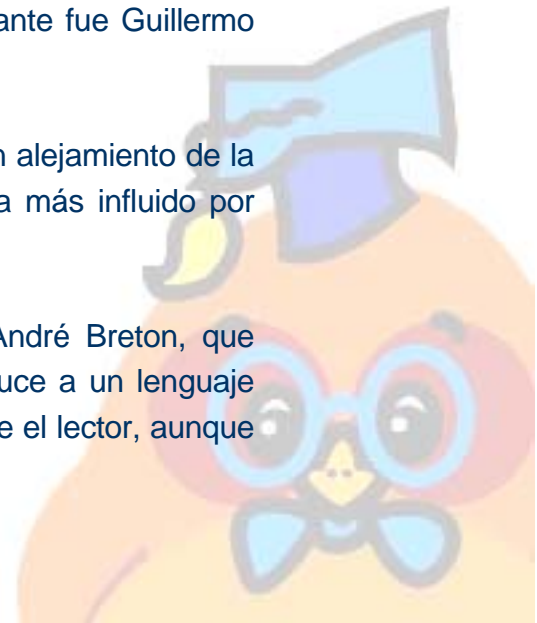 ante fue Guillermo
n alejamiento de la
a más influido por
André Breton, que
uce a un lenguaje
e el lector, aunque